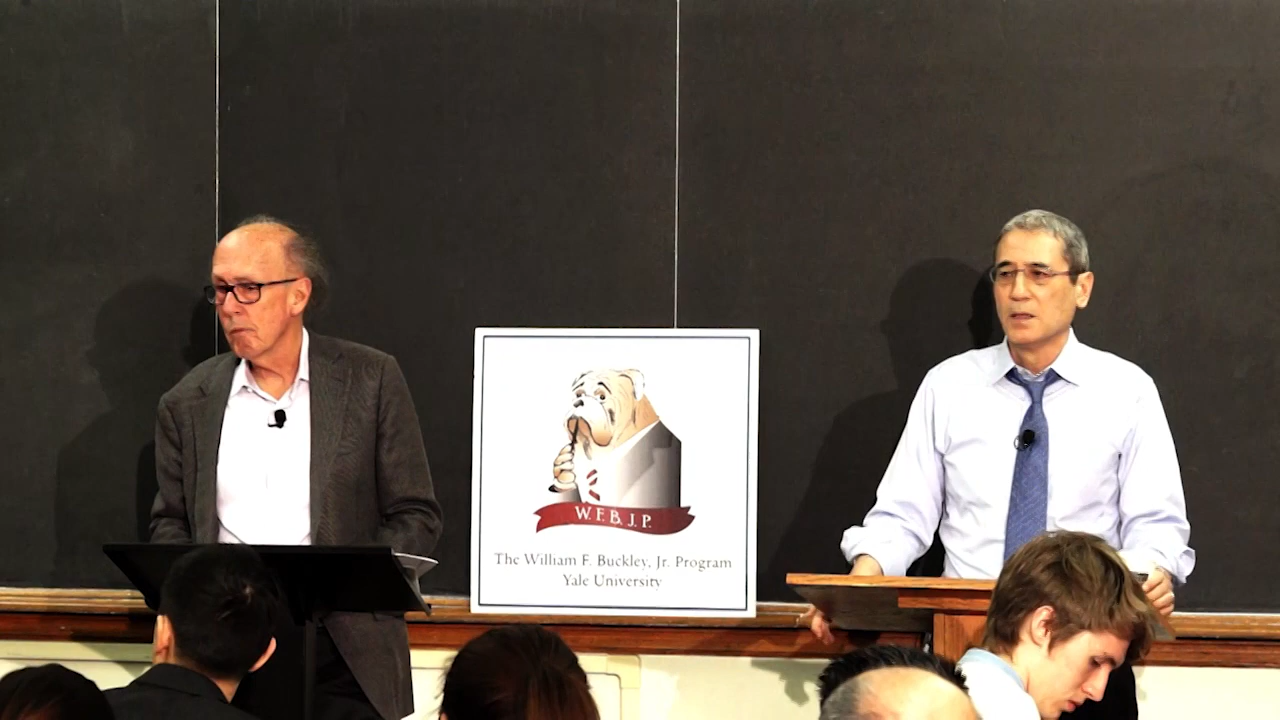 W. F. B. J. P.
The William F. Buckley, Jr. Program
Yale University